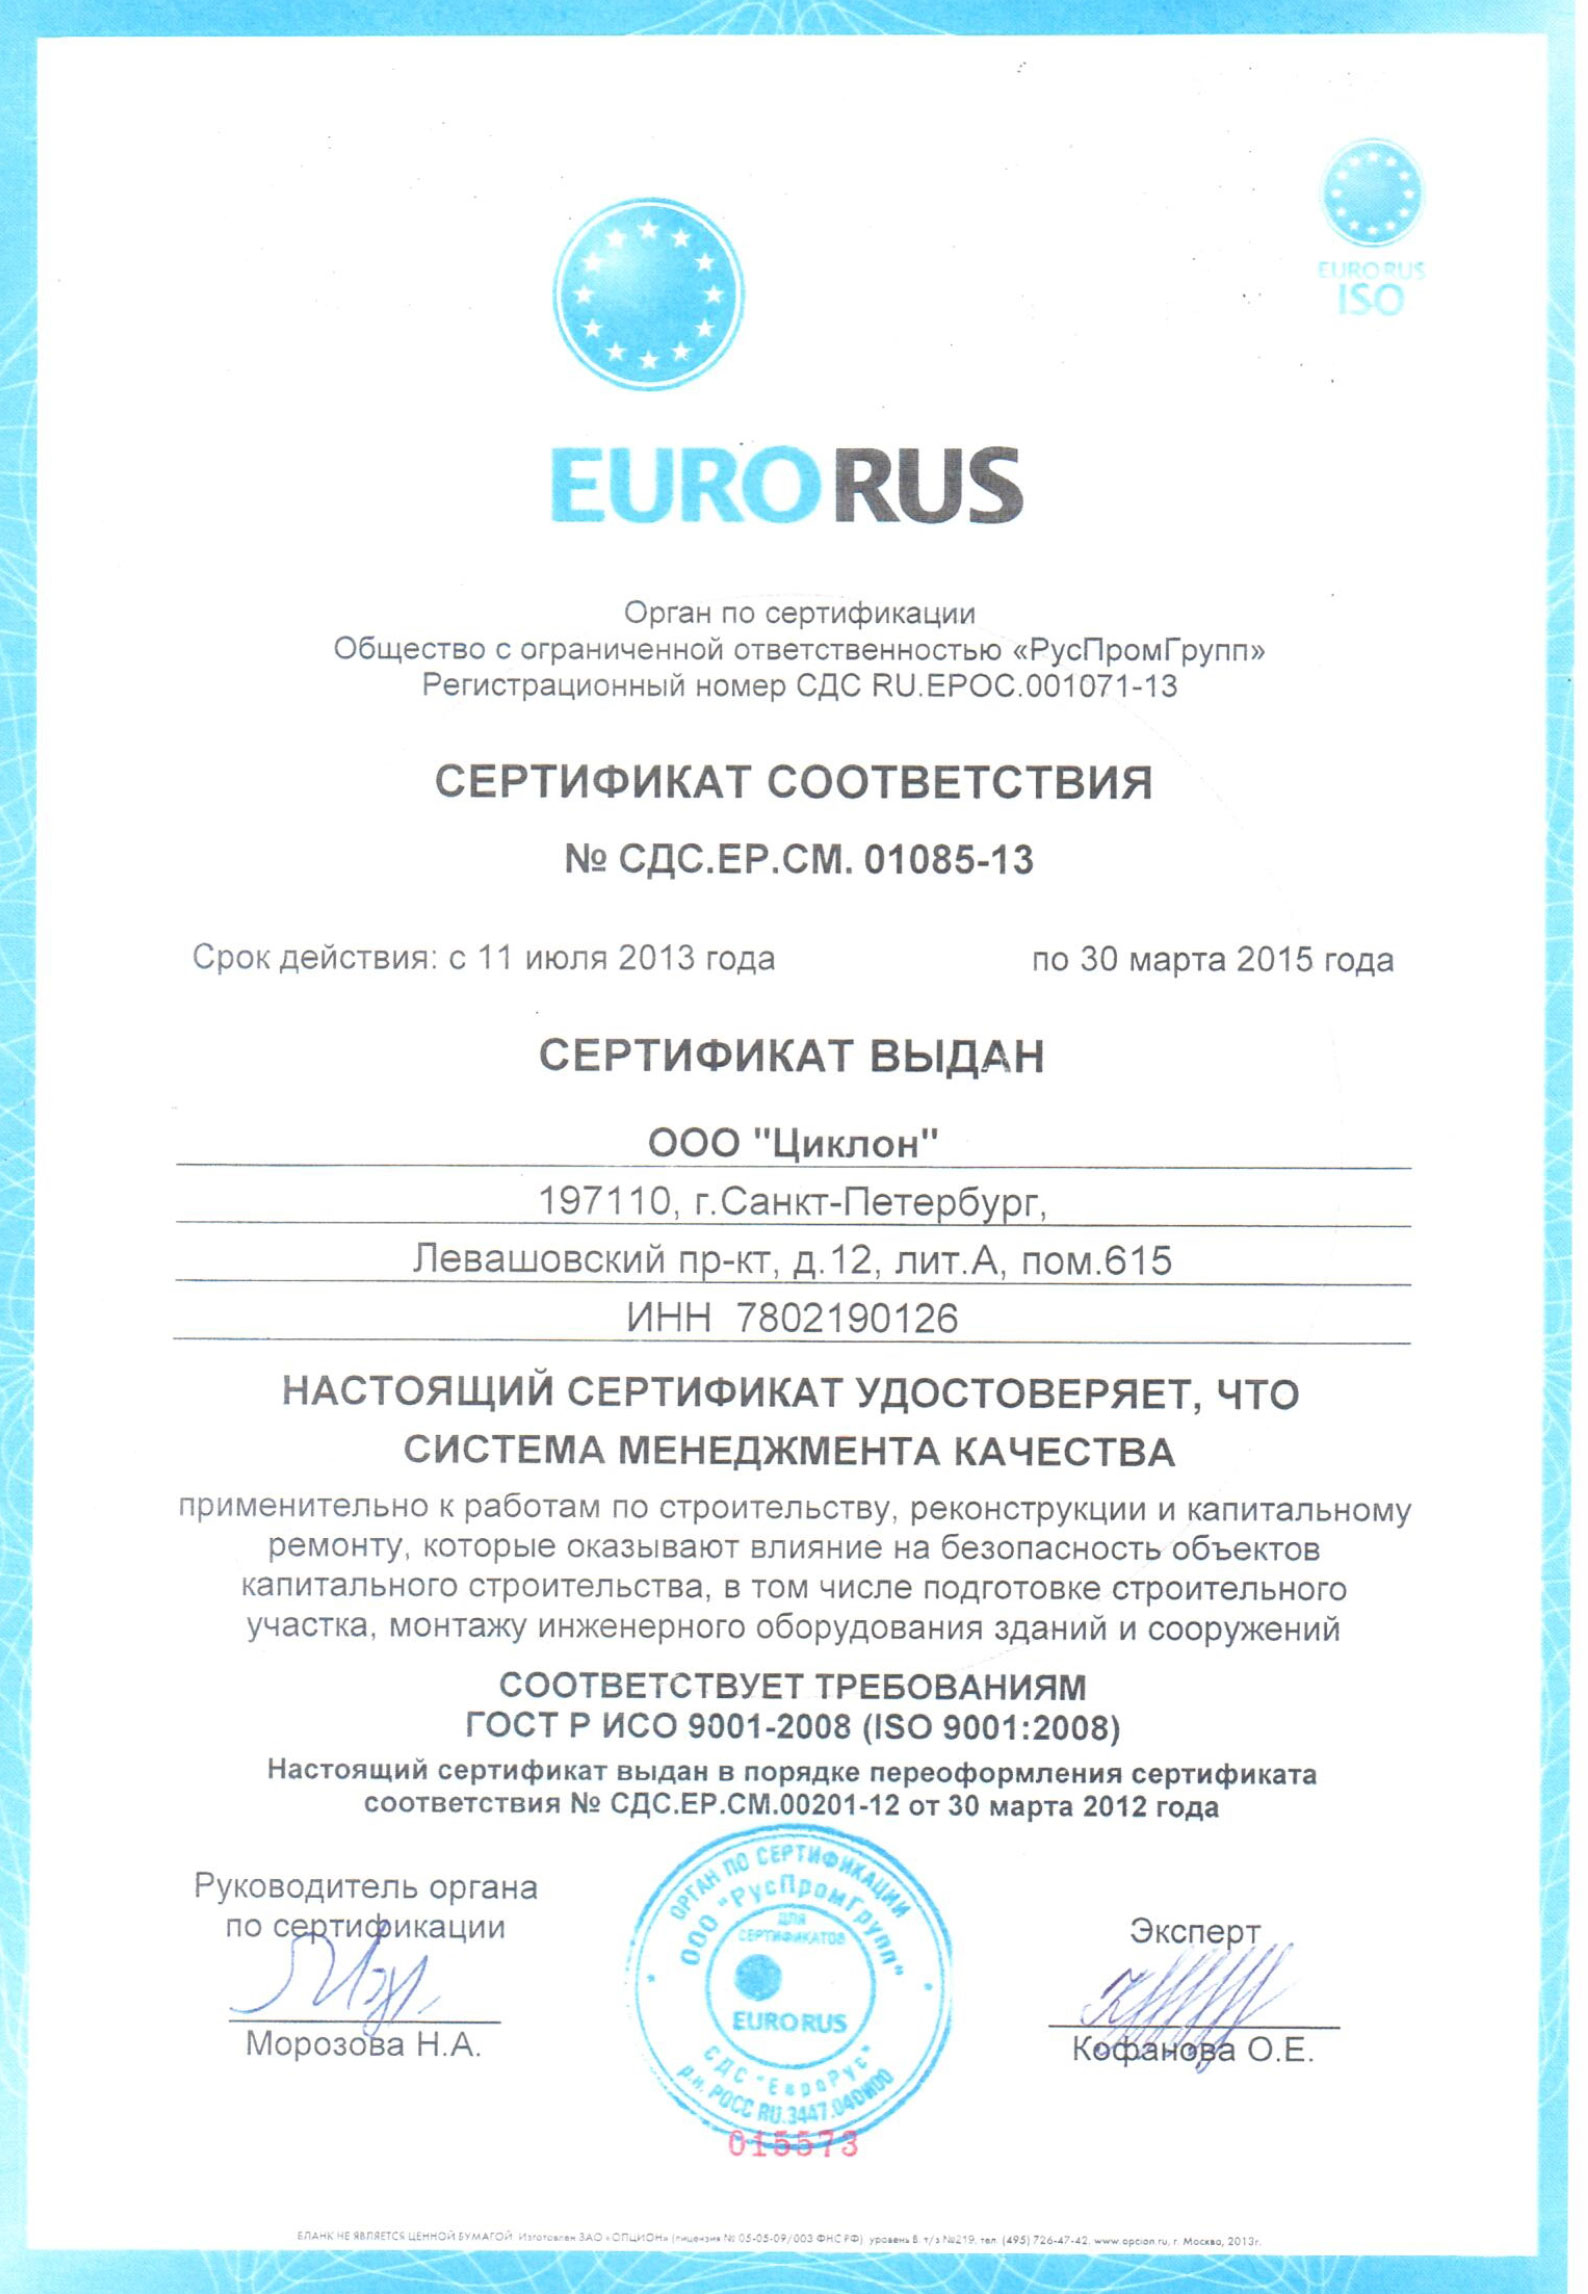 EURORUS
ISO
EURORUS
Орган по сертификации
Общество с ограниченной ответственностью «РусПромГрупп»
Регистрационный номер СДС RU.ЕРОС.001071-13
СЕРТИФИКАТ СООТВЕТСТВИЯ
№ СДС.ЕР.СМ. 01085-13
Срок действия: с 11 июля 2013 года по 30 марта 2015 года
СЕРТИФИКАТ ВЫДАН
ООО "Циклон"
197110, г.Санкт-Петербург,
Левашовский пр-кт, д.12, лит.А, пом.615
ИНН 7802190126
НАСТОЯЩИЙ СЕРТИФИКАТ УДОСТОВЕРЯЕТ, ЧТО
СИСТЕМА МЕНЕДЖМЕНТА КАЧЕСТВА
применительно к работам по строительству, реконструкции и капитальному
ремонту, которые оказывают влияние на безопасность объектов
капитального строительства, в том числе подготовке строительного
участка, монтажу инженерного оборудования зданий и сооружений
СООТВЕТСТВУЕТ ТРЕБОВАНИЯМ
ГОСТ Р ИСО 9001-2008 (ISO 9001:2008)
Настоящий сертификат выдан в порядке переоформления сертификата
соответствия № СДС.ЕР.СМ.00201-12 от 30 марта 2012 года
Руководитель органа
по сертификации
Морозова Н.А.
ОРГАН ПО СЕРТИФИКАЦИИ
ООО "РусПромГрупп"
ДЛЯ
СЕРТИФИКАТОВ
EURORUS
СДС "ЕвроРус"
р.н. РОСС RU.3447.04ОИ00
015573
Эксперт
Кофанова О.Е.
БЛАНК НЕ ЯВЛЯЕТСЯ ЦЕННОЙ БУМАГОЙ. Изготовлен ЗАО «ОПЦИОН» (лицензия № 05-05-09/003 ФНС РФ) уровень В, т/з №219, тел. (495) 726-47-42, www.opcion.ru, г. Москва, 2013г.